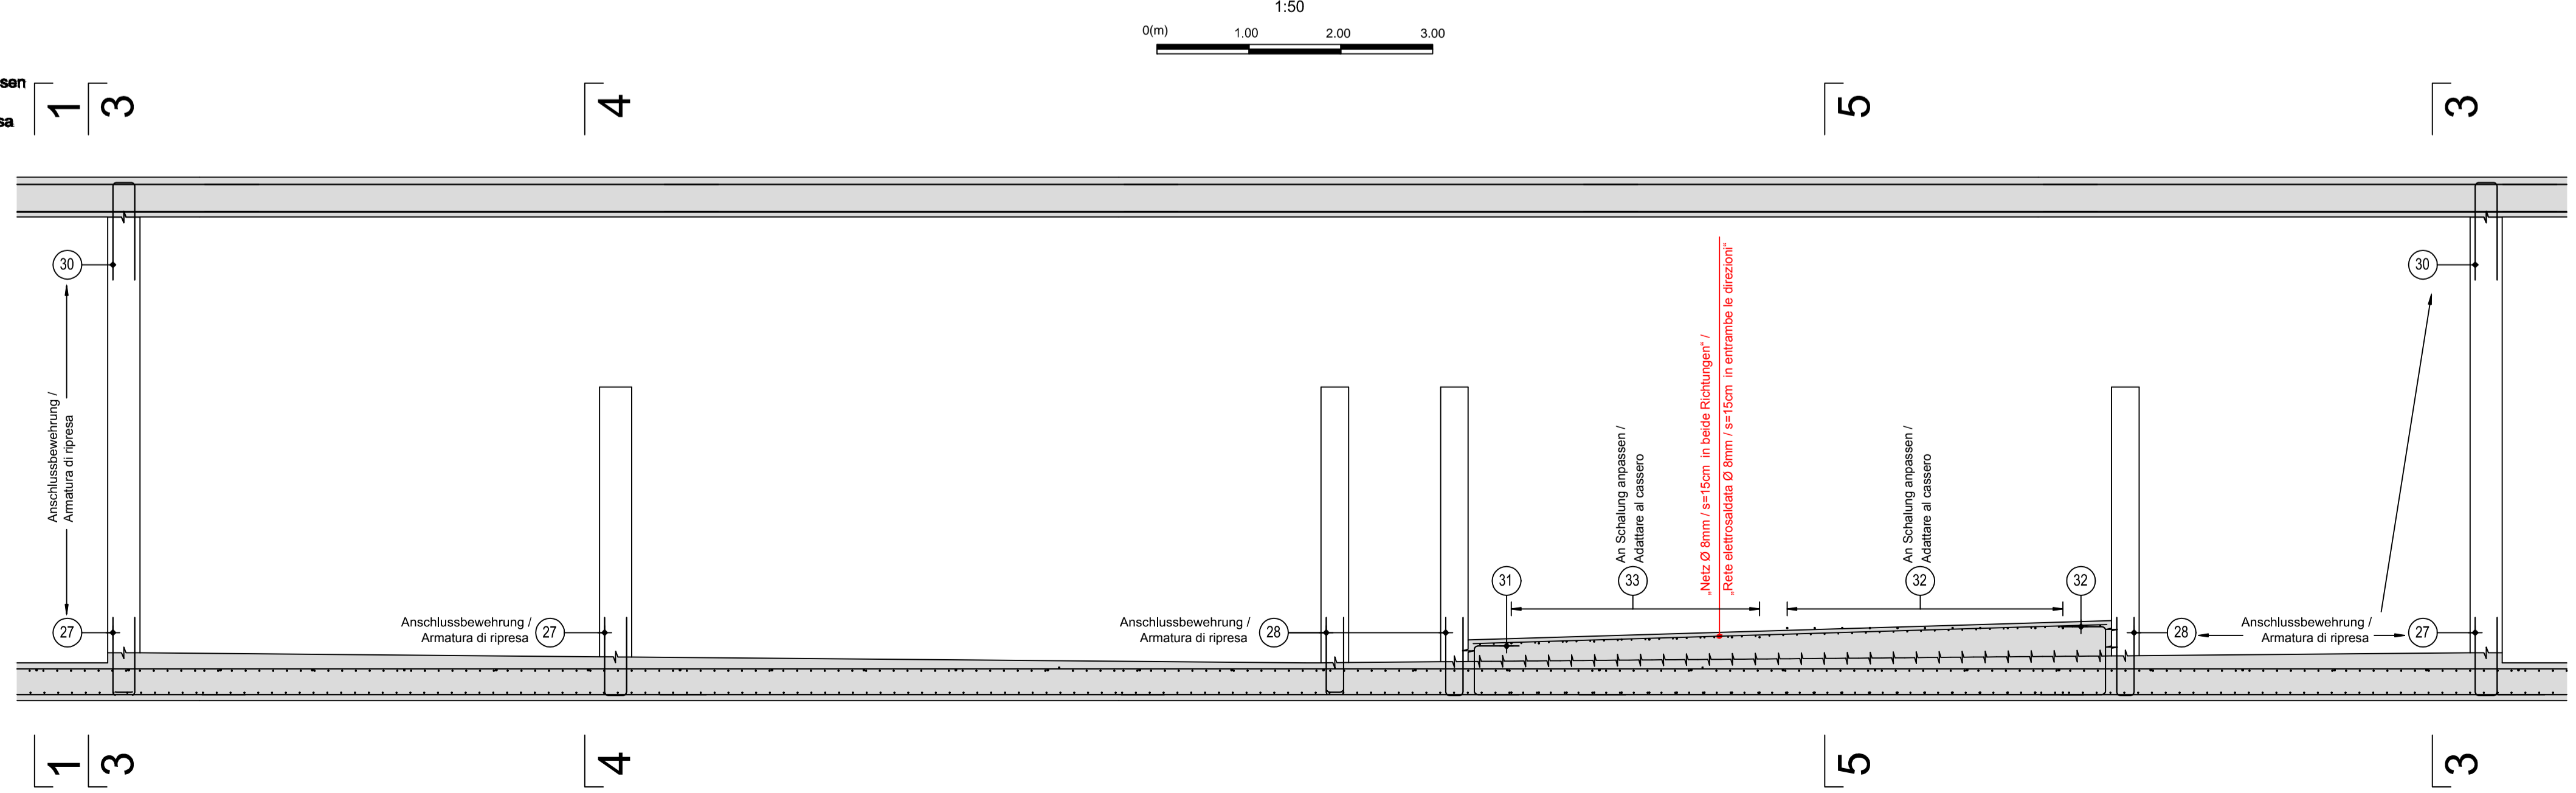 1:50
0(m) 1.00 2.00 3.00
sen
sa
1 3 4 5 3
30
30
Anschlussbewehrung /
Armatura di ripresa
„Netz Ø 8mm / s=15cm in beide Richtungen“ /
„Rete elettrosaldata Ø 8mm / s=15cm in entrambe le direzioni“
An Schalung anpassen /
Adattare al cassero
An Schalung anpassen /
Adattare al cassero
31
33
32
32
27
Anschlussbewehrung /
Armatura di ripresa
27
Anschlussbewehrung /
Armatura di ripresa
28
28
Anschlussbewehrung /
Armatura di ripresa
27
1 3 4 5 3